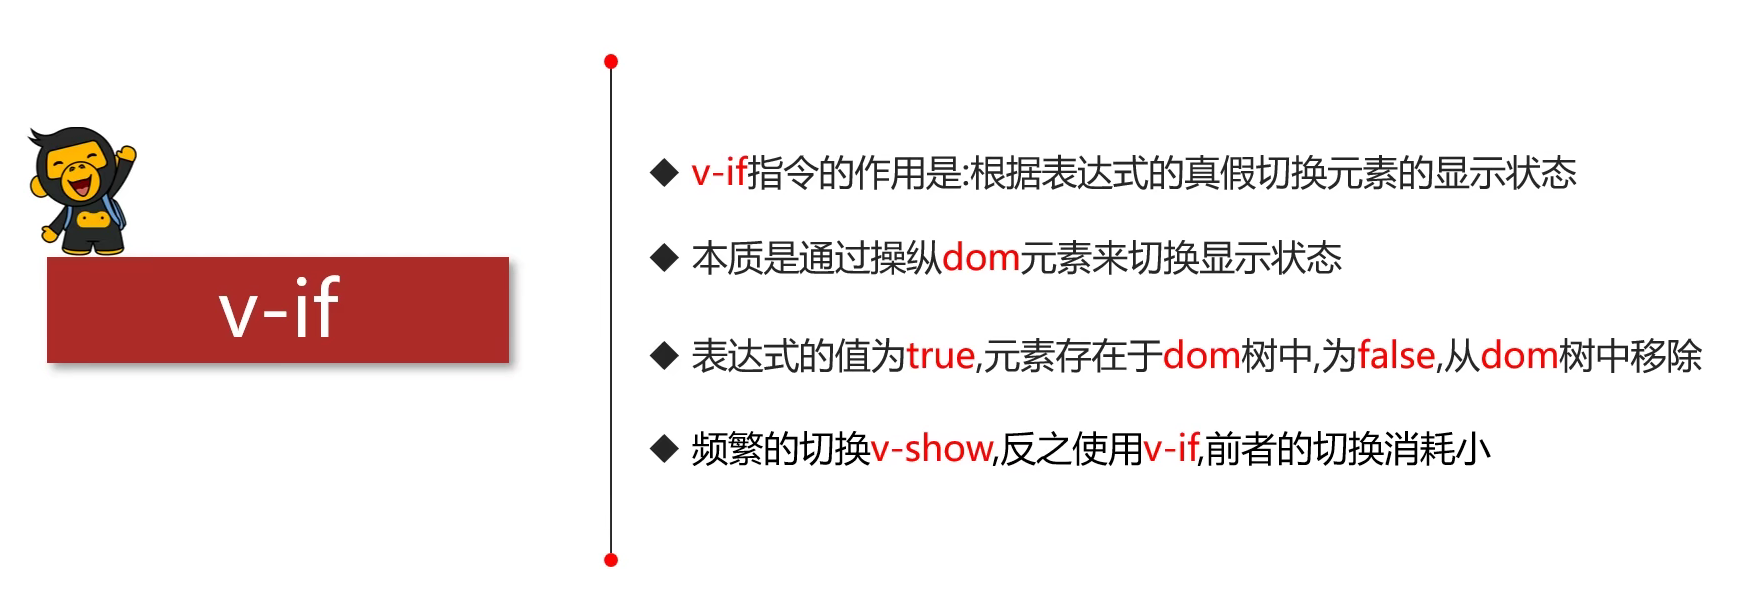 v-if
v-if指令的作用是:根据表达式的真假切换元素的显示状态
本质是通过操纵dom元素来切换显示状态
表达式的值为true,元素存在于dom树中,为false,从dom树中移除
频繁的切换v-show,反之使用v-if,前者的切换消耗小